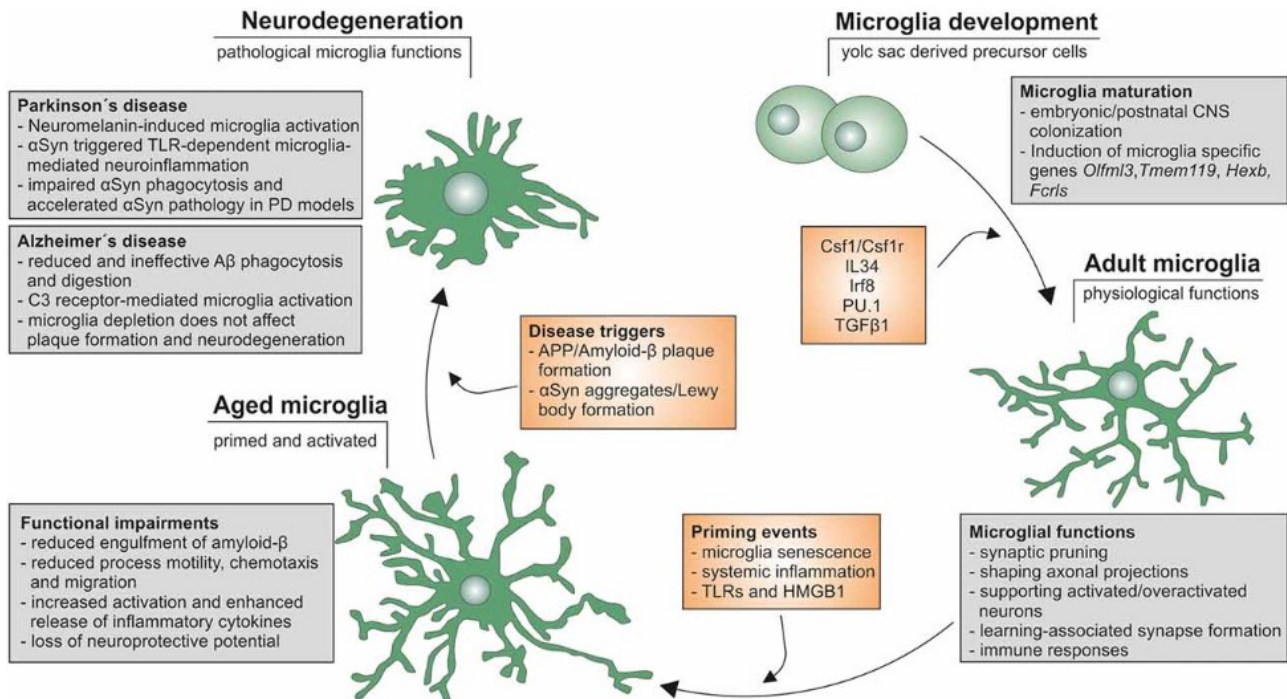 Neurodegeneration
pathological microglia functions
Parkinson´s disease
- Neuromelanin-induced microglia activation
- αSyn triggered TLR-dependent microglia-
mediated neuroinflammation
- impaired αSyn phagocytosis and
accelerated αSyn pathology in PD models
Alzheimer´s disease
- reduced and ineffective Aβ phagocytosis
and digestion
- C3 receptor-mediated microglia activation
- microglia depletion does not affect
plaque formation and neurodegeneration
Microglia development
yolc sac derived precursor cells
Microglia maturation
- embryonic/postnatal CNS
colonization
- Induction of microglia specific
genes Olfml3,Tmem119, Hexb,
Fcrls
Csf1/Csf1r
IL34
Irf8
PU.1
TGFβ1
Adult microglia
physiological functions
Disease triggers
- APP/Amyloid-β plaque
formation
- αSyn aggregates/Lewy
body formation
Aged microglia
primed and activated
Functional impairments
- reduced engulfment of amyloid-β
- reduced process motility, chemotaxis
and migration
- increased activation and enhanced
release of inflammatory cytokines
- loss of neuroprotective potential
Priming events
- microglia senescence
- systemic inflammation
- TLRs and HMGB1
Microglial functions
- synaptic pruning
- shaping axonal projections
- supporting activated/overactivated
neurons
- learning-associated synapse formation
- immune responses